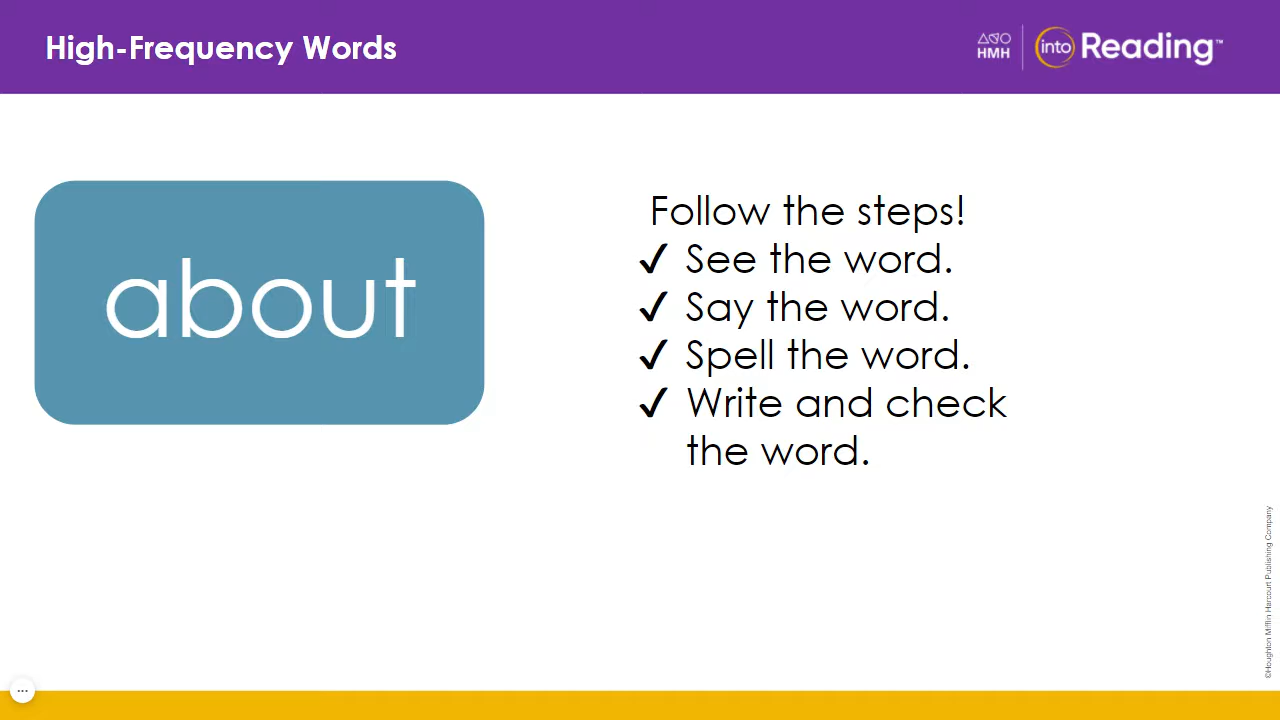 High-Frequency Words
HMH
into Reading™
about
Follow the steps!
✓ See the word.
✓ Say the word.
✓ Spell the word.
✓ Write and check
the word.
©Houghton Mifflin Harcourt Publishing Company